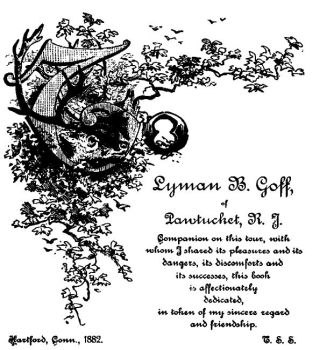 To
Lyman B. Goff,
of
Pawtucket, R. I.
Companion on this tour, with
whom I shared its pleasures and its
dangers, its discomforts and
its successes, this book
is affectionately
dedicated,
in token of my sincere regard
and friendship.
Hartford, Conn., 1882. T. S. S.